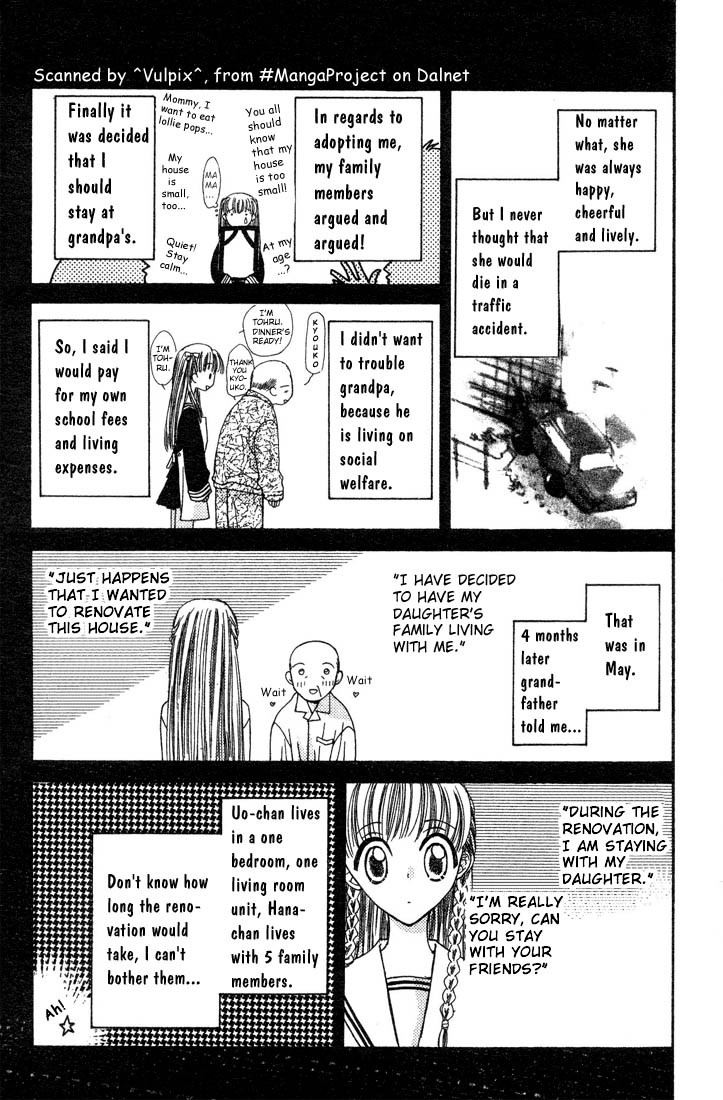 Scanned by ^Vulpix^, from #MangaProject on Dalnet
No matter
what, she
was always
happy,
cheerful
and lively.
But I never
thought that
she would
die in a
traffic
accident.
In regards to
adopting me,
my family
members
argued and
argued!
You all
should
know
that my
house
is too
small!
Mommy, I
want to eat
lollie pops...
MA
MA
...
My
house
is
small,
too...
At my
age
...?
Quiet!
Stay
calm...
Finally it
was decided
that I
should
stay at
grandpa's.
I didn't want
to trouble
grandpa,
because he
is living on
social
welfare.
KYOUKO
I'M
TOHRU.
DINNER'S
READY!
THANK
YOU
KYO-
UKO.
I'M
TOH-
RU.
So, I said I
would pay
for my own
school fees
and living
expenses.
That
was in
May.
4 months
later
grand-
father
told me...
"I HAVE DECIDED
TO HAVE MY
DAUGHTER'S
FAMILY LIVING
WITH ME."
Wait
Wait
"JUST HAPPENS
THAT I WANTED
TO RENOVATE
THIS HOUSE."
"DURING THE
RENOVATION,
I AM STAYING
WITH MY
DAUGHTER."
"I'M REALLY
SORRY, CAN
YOU STAY
WITH YOUR
FRIENDS?"
Uo-chan lives
in a one
bedroom, one
living room
unit, Hana-
chan lives
with 5 family
members.
Don't know how
long the reno-
vation would
take, I can't
bother them...
Ah!